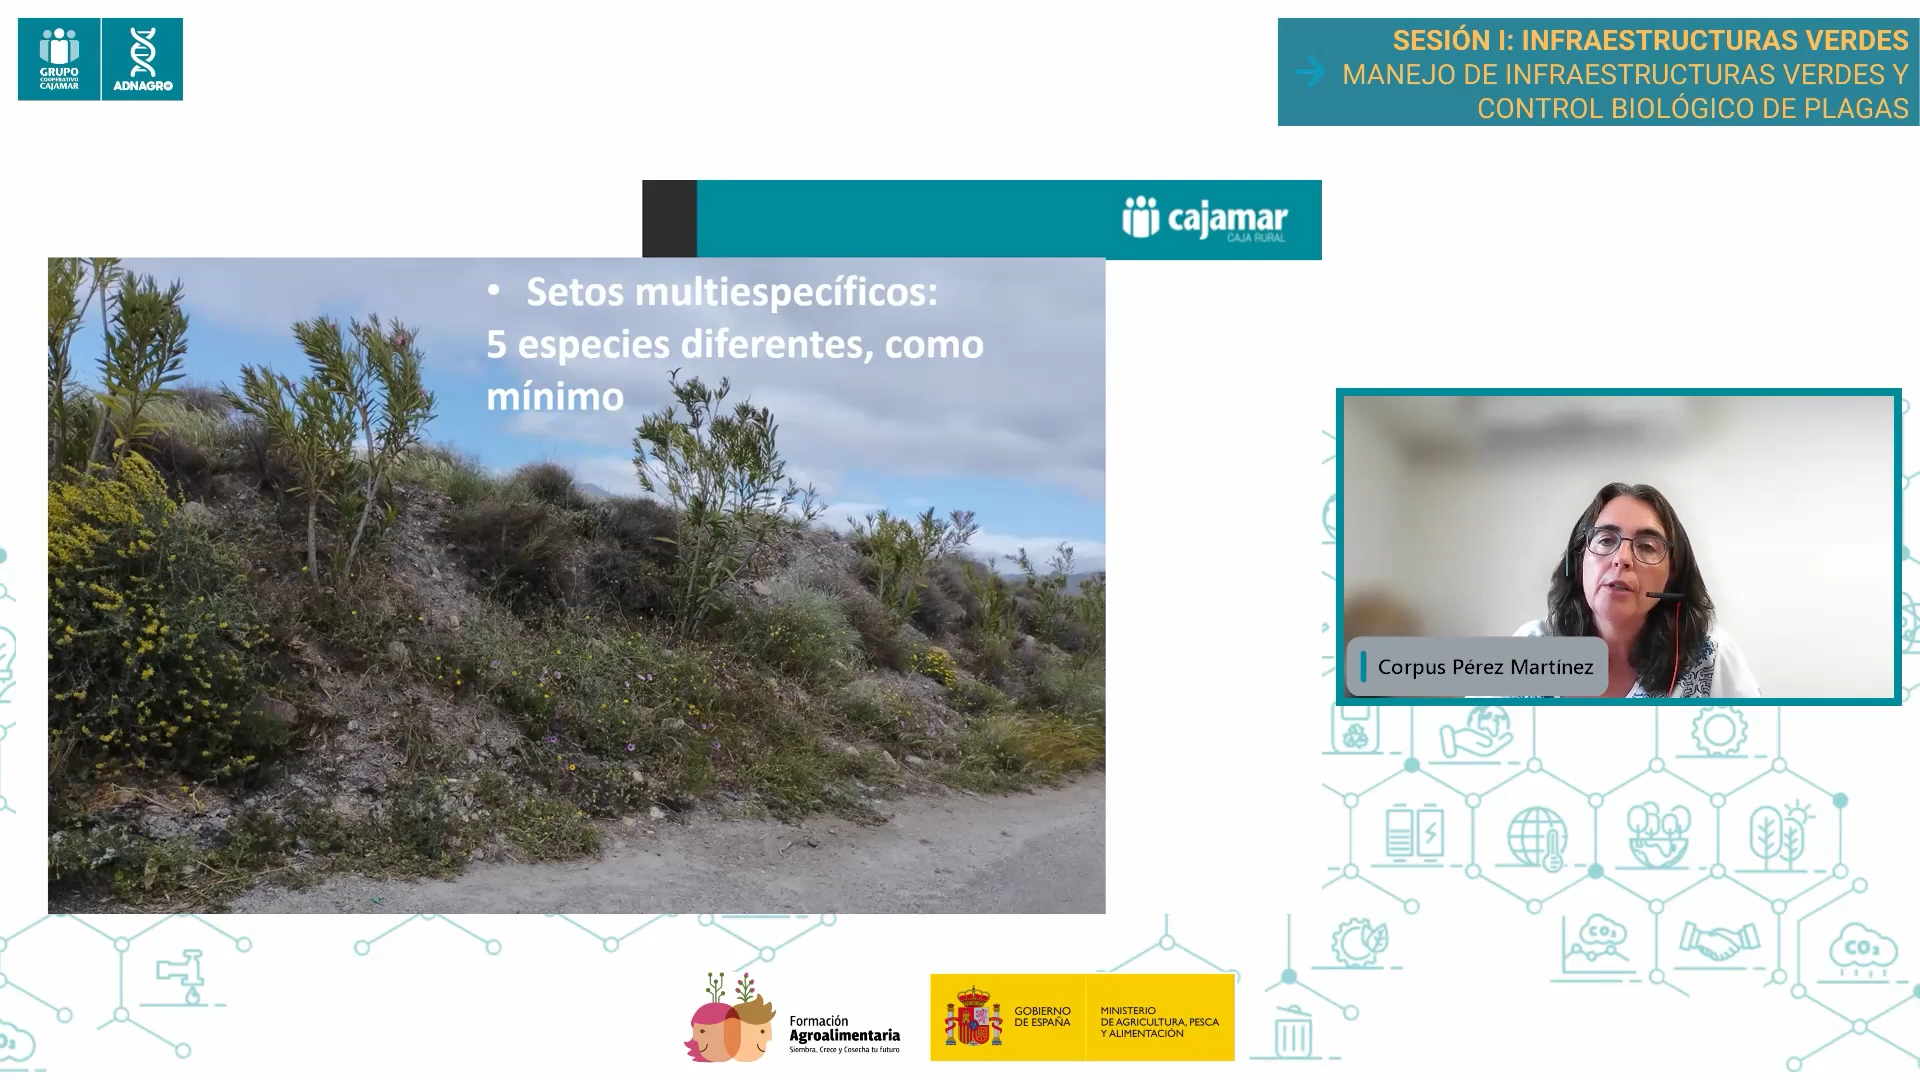 GRUPO
COOPERATIVO
CAJAMAR
ADNAGRO
SESIÓN I: INFRAESTRUCTURAS VERDES
MANEJO DE INFRAESTRUCTURAS VERDES Y
CONTROL BIOLÓGICO DE PLAGAS
cajamar
CAJA RURAL
• Setos multiespecíficos:
5 especies diferentes, como
mínimo
Corpus Pérez Martínez
CO₂
CO₂
Formación
Agroalimentaria
Siembra, Crece y Cosecha tu futuro
GOBIERNO
DE ESPAÑA
MINISTERIO
DE AGRICULTURA, PESCA
Y ALIMENTACIÓN